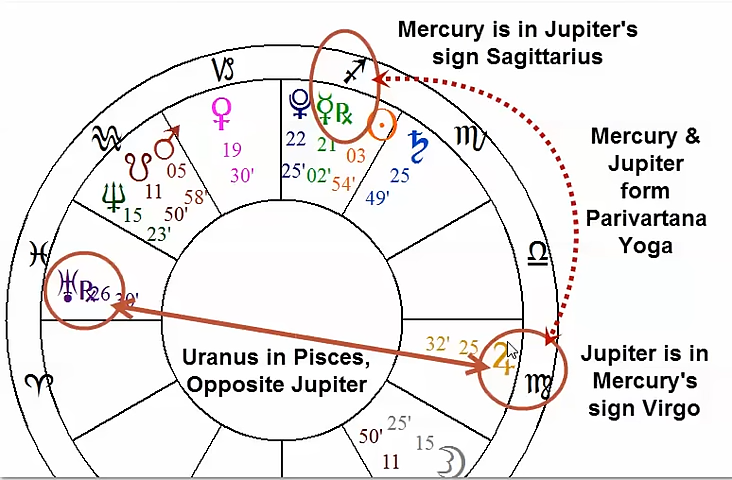 Mercury is in Jupiter's
sign Sagittarius
Mercury &
Jupiter
form
Parivartana
Yoga
Jupiter is in
Mercury's
sign Virgo
Uranus in Pisces,
Opposite Jupiter
♑
♐
♏
♎
♍
♒
♓
♈
♀
19
30'
♇
22
25'
☿℞
21
02'
☉
03
54'
♄
25
49'
♂
05
58'
☋
11
50'
♆
15
23'
♅℞ 26
32' 25 ♃
25'
15 ☽
50'
11